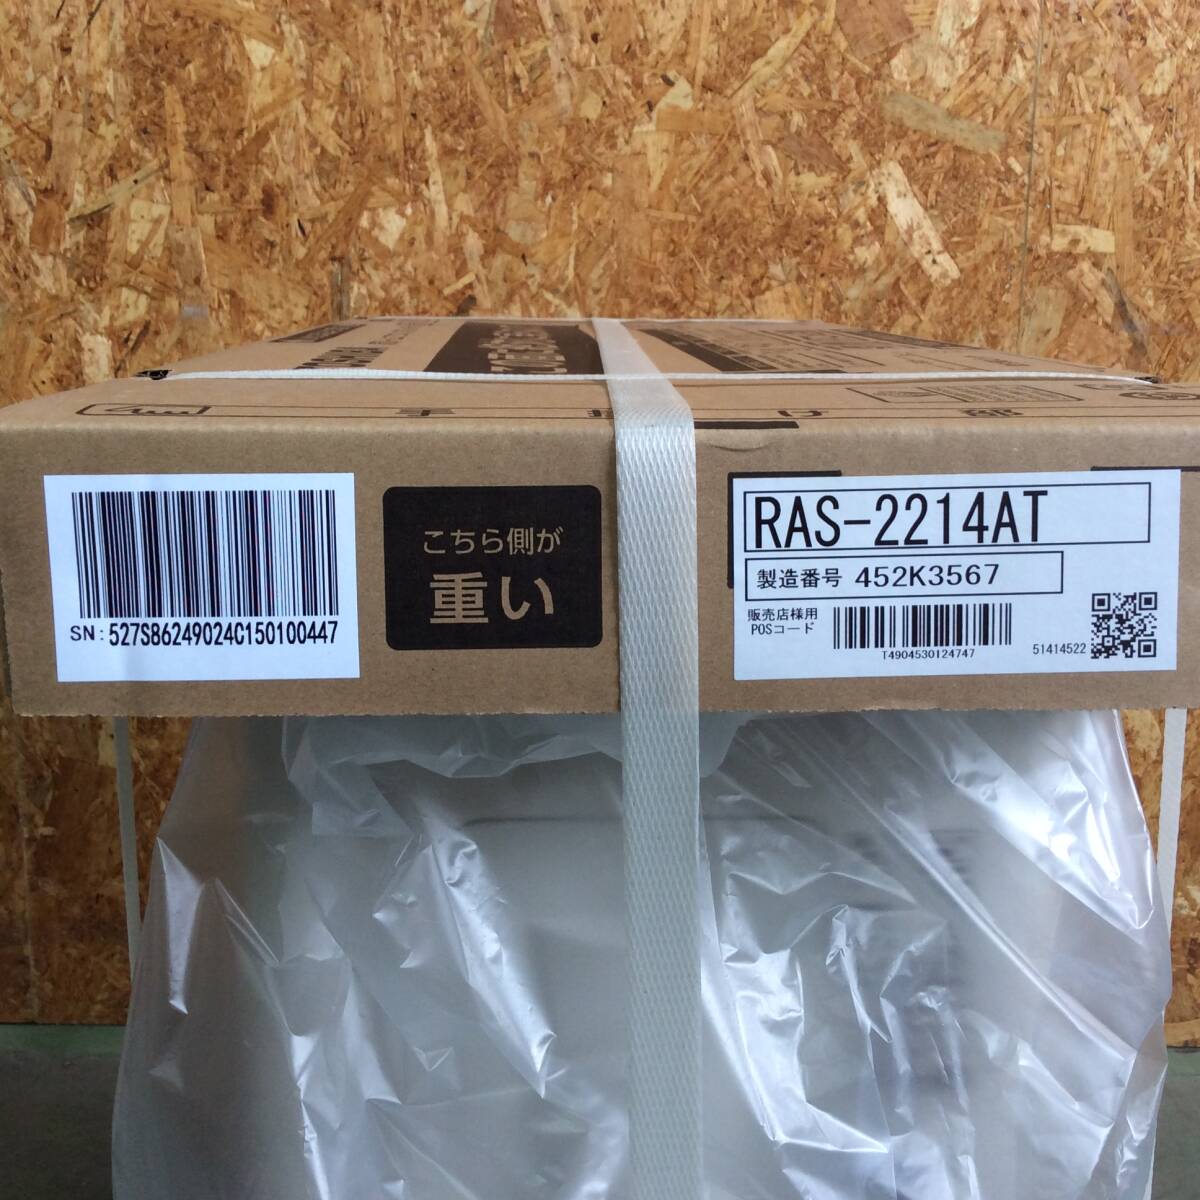 SN:527S86249024C150100447
こちら側が
重い
RAS-2214AT
製造番号 452K3567
販売店様用
POSコード
T4904530124747
51414522